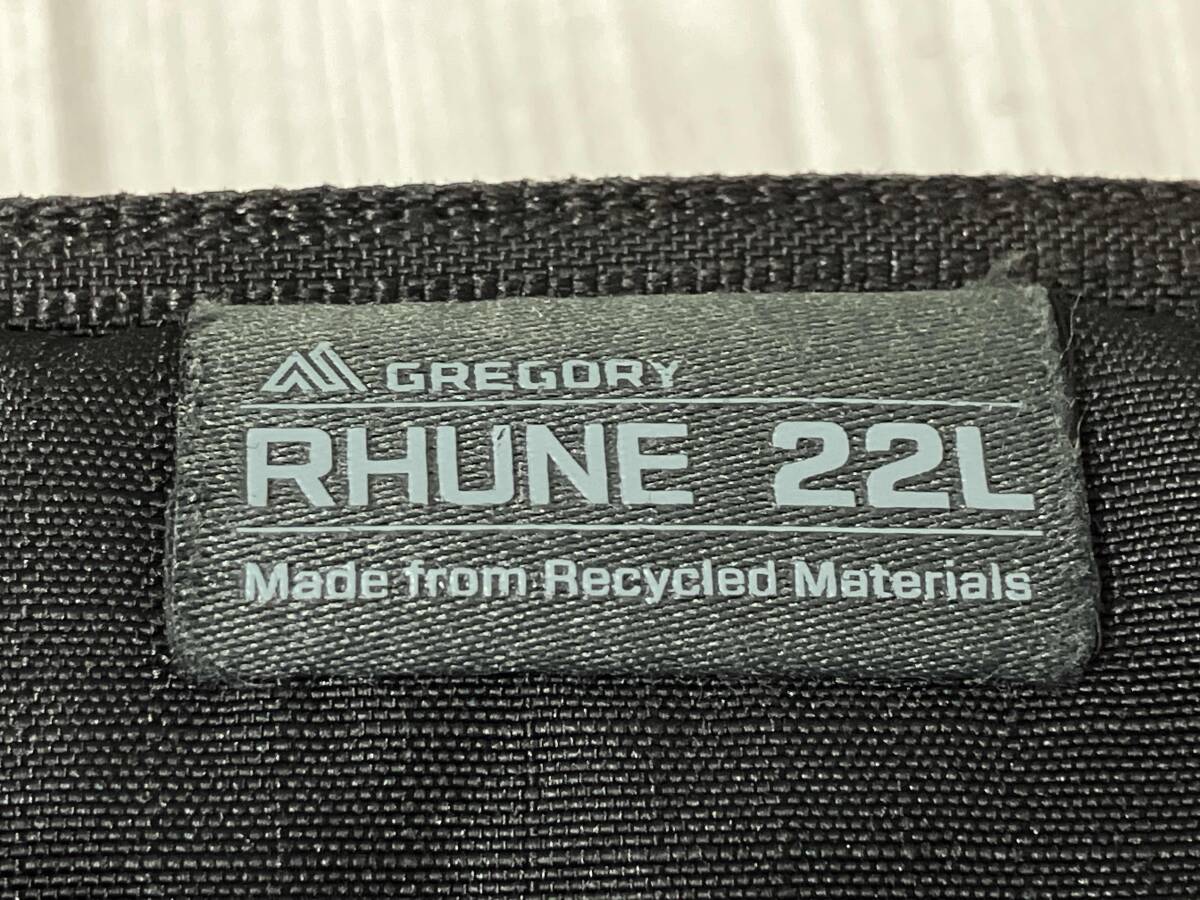 GREGORY
RHUNE 22L
Made from Recycled Materials